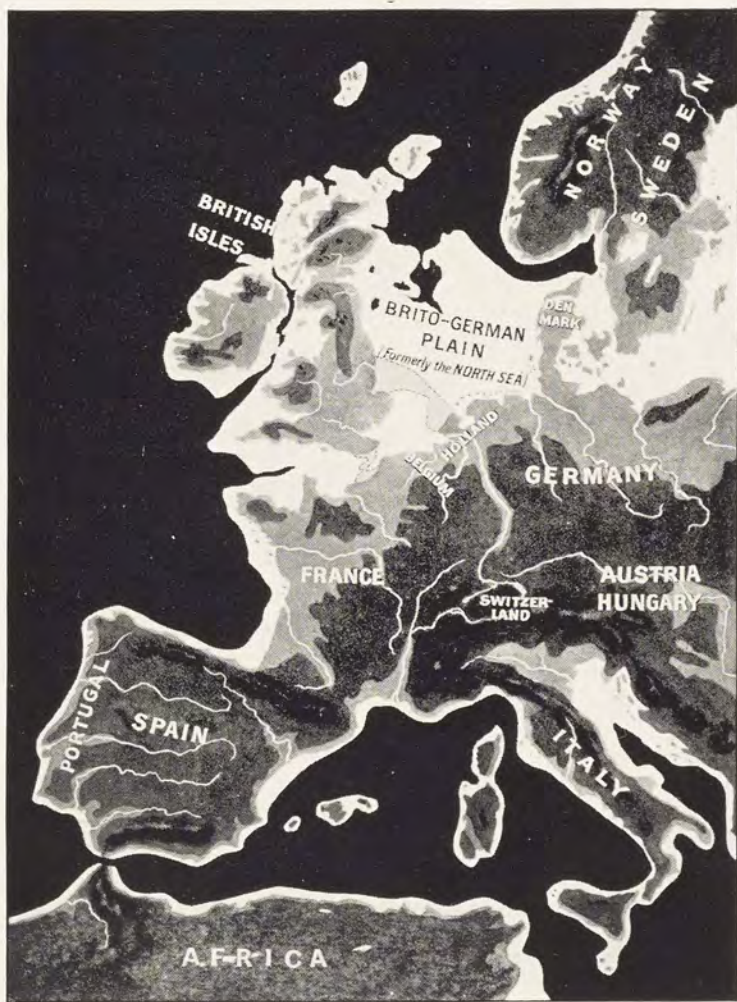 NORWAY
SWEDEN
BRITISH
ISLES
DEN
MARK
BRITO-GERMAN
PLAIN
(Formerly the NORTH SEA)
HOLLAND
BELGIUM
GERMANY
FRANCE
AUSTRIA
HUNGARY
SWITZER-
LAND
PORTUGAL
SPAIN
ITALY
AFRICA